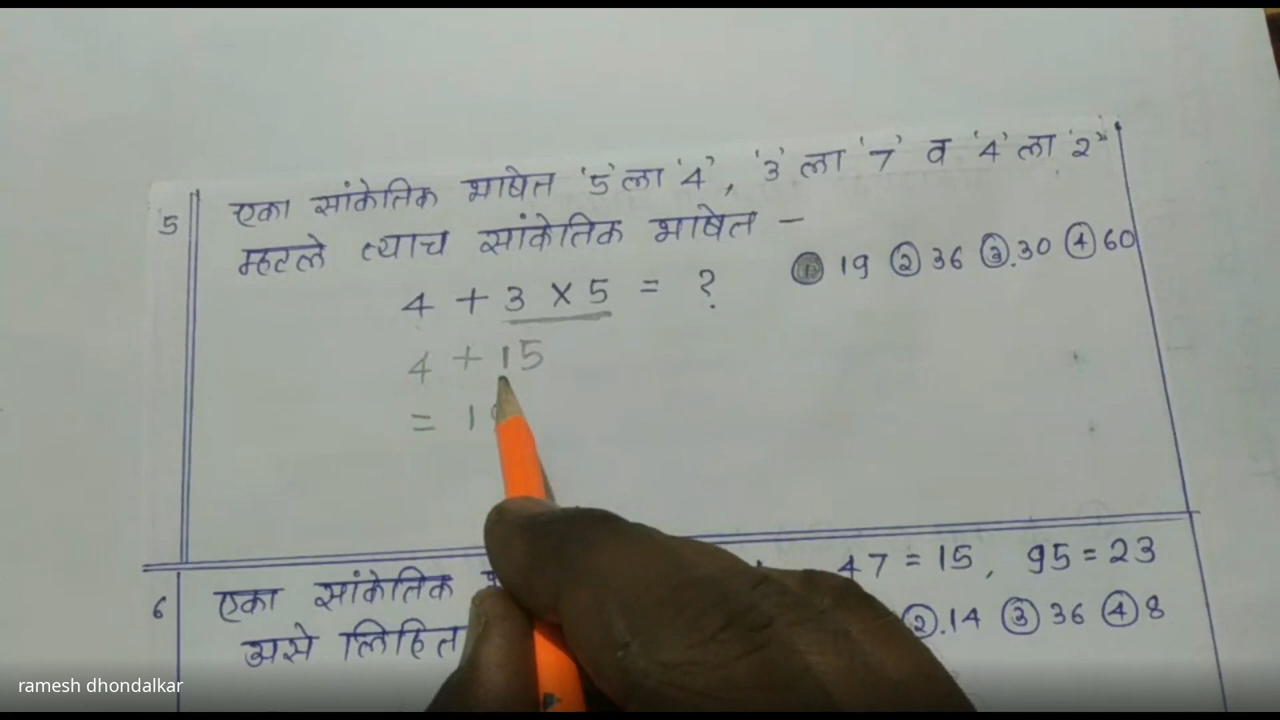 5 एका सांकेतिक भाषेत '5' ला '4', '3' ला '7' व '4' ला '2'
म्हटले त्याच सांकेतिक भाषेत -
4 + 3 × 5 = ? ① 19 ② 36 ③ 30 ④ 60
4 + 15
= 1
6 एका सांकेतिक 47 = 15, 95 = 23
असे लिहित ② 14 ③ 36 ④ 8
ramesh dhondalkar